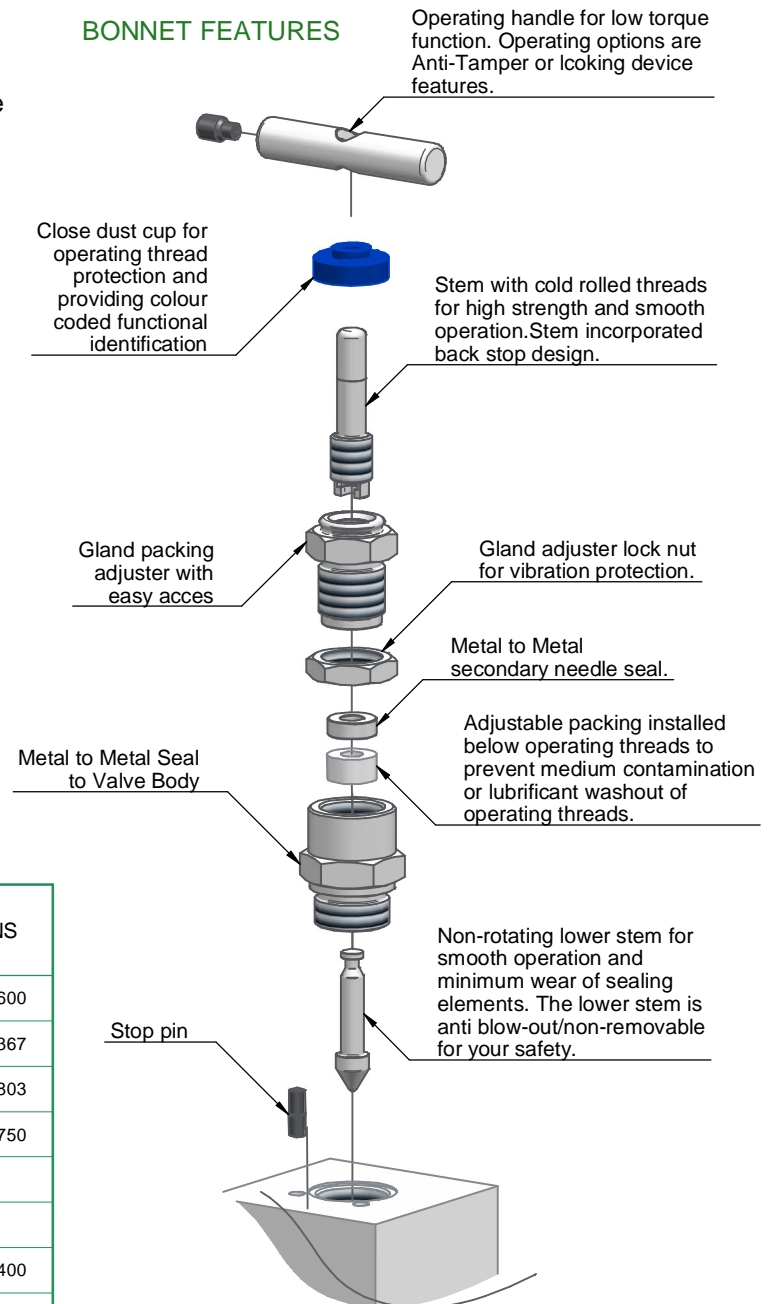 BONNET FEATURES
Operating handle for low torque
function. Operating options are
Anti-Tamper or lcoking device
features.
e
Close dust cup for
operating thread
protection and
providing colour
coded functional
identification
Stem with cold rolled threads
for high strength and smooth
operation.Stem incorporated
back stop design.
Gland packing
adjuster with
easy acces
Gland adjuster lock nut
for vibration protection.
Metal to Metal
secondary needle seal.
Metal to Metal Seal
to Valve Body
Adjustable packing installed
below operating threads to
prevent medium contamination
or lubrificant washout of
operating threads.
Non-rotating lower stem for
smooth operation and
minimum wear of sealing
elements. The lower stem is
anti blow-out/non-removable
for your safety.
Stop pin
NS
600
367
303
750
400